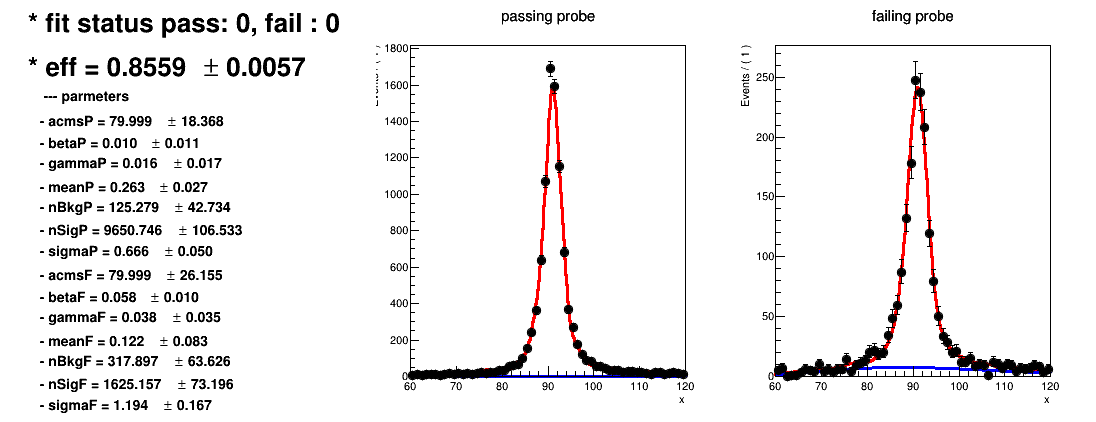 * fit status pass: 0, fail : 0
* eff = 0.8559 ± 0.0057
--- parmeters
- acmsP = 79.999 ± 18.368
- betaP = 0.010 ± 0.011
- gammaP = 0.016 ± 0.017
- meanP = 0.263 ± 0.027
- nBkgP = 125.279 ± 42.734
- nSigP = 9650.746 ± 106.533
- sigmaP = 0.666 ± 0.050
- acmsF = 79.999 ± 26.155
- betaF = 0.058 ± 0.010
- gammaF = 0.038 ± 0.035
- meanF = 0.122 ± 0.083
- nBkgF = 317.897 ± 63.626
- nSigF = 1625.157 ± 73.196
- sigmaF = 1.194 ± 0.167
passing probe
1800
1600
1400
1200
1000
800
600
400
200
0
60 70 80 90 100 110 120
x
failing probe
Events / ( 1 )
250
200
150
100
50
0
60 70 80 90 100 110 120
x